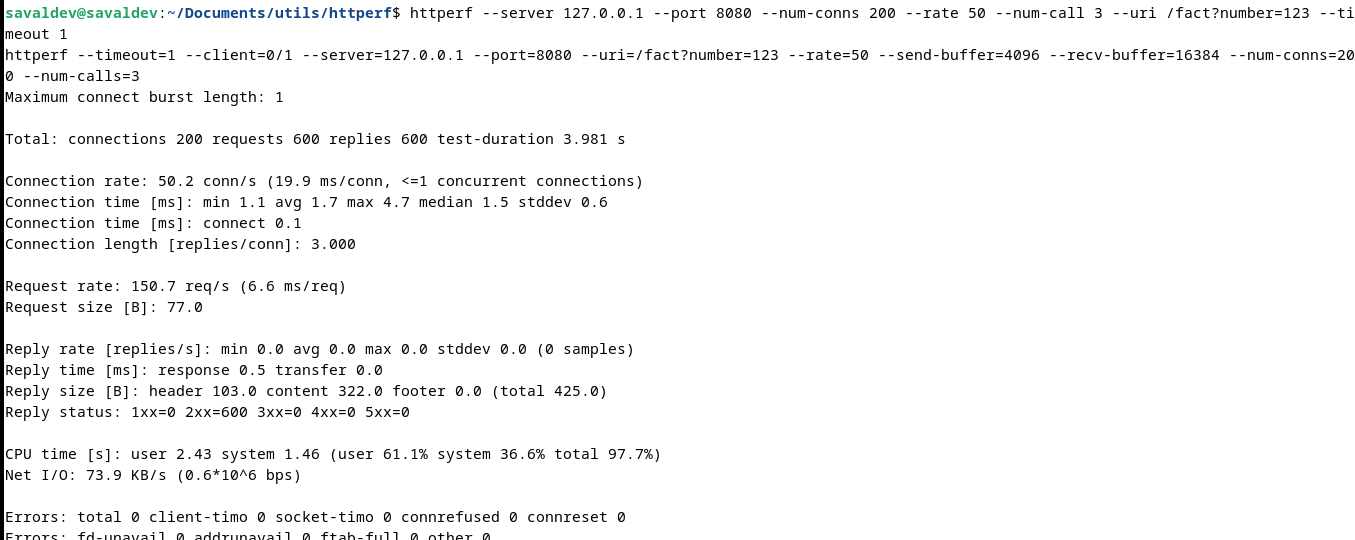 savaldev@savaldev:~/Documents/utils/httperf$ httperf --server 127.0.0.1 --port 8080 --num-conns 200 --rate 50 --num-call 3 --uri /fact?number=123 --ti
meout 1
httperf --timeout=1 --client=0/1 --server=127.0.0.1 --port=8080 --uri=/fact?number=123 --rate=50 --send-buffer=4096 --recv-buffer=16384 --num-conns=20
0 --num-calls=3
Maximum connect burst length: 1
Total: connections 200 requests 600 replies 600 test-duration 3.981 s
Connection rate: 50.2 conn/s (19.9 ms/conn, <=1 concurrent connections)
Connection time [ms]: min 1.1 avg 1.7 max 4.7 median 1.5 stddev 0.6
Connection time [ms]: connect 0.1
Connection length [replies/conn]: 3.000
Request rate: 150.7 req/s (6.6 ms/req)
Request size [B]: 77.0
Reply rate [replies/s]: min 0.0 avg 0.0 max 0.0 stddev 0.0 (0 samples)
Reply time [ms]: response 0.5 transfer 0.0
Reply size [B]: header 103.0 content 322.0 footer 0.0 (total 425.0)
Reply status: 1xx=0 2xx=600 3xx=0 4xx=0 5xx=0
CPU time [s]: user 2.43 system 1.46 (user 61.1% system 36.6% total 97.7%)
Net I/O: 73.9 KB/s (0.6*10^6 bps)
Errors: total 0 client-timo 0 socket-timo 0 connrefused 0 connreset 0
Errors: fd-unavail 0 addrunavail 0 ftab-full 0 other 0